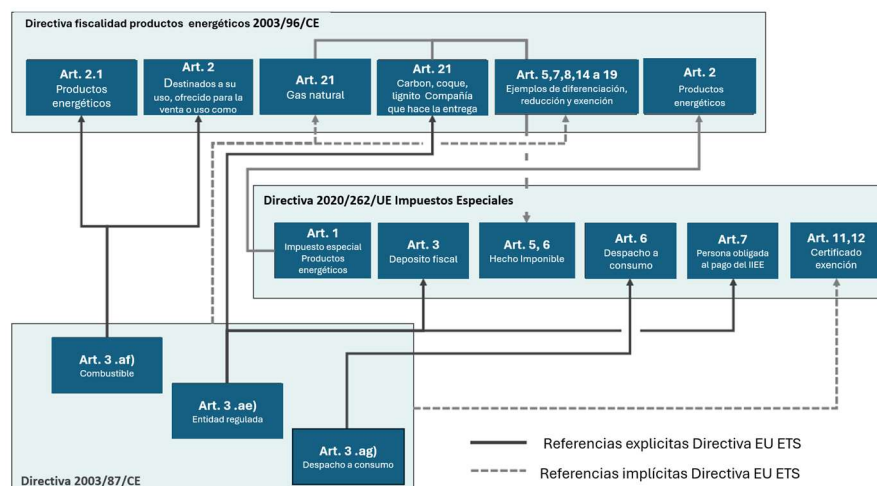 Directiva fiscalidad productos energéticos 2003/96/CE
Art. 2.1
Productos
energéticos
Art. 2
Destinados a su
uso, ofrecido para la
venta o uso como
Art. 21
Gas natural
Art. 21
Carbon, coque,
lignito Compañía
que hace la entrega
Art. 5,7,8,14 a 19
Ejemplos de diferenciación,
reducción y exención
Art. 2
Productos
energéticos
Directiva 2020/262/UE Impuestos Especiales
Art. 1
Impuesto especial
Productos
energéticos
Art. 3
Deposito fiscal
Art. 5, 6
Hecho Imponible
Art. 6
Despacho a
consumo
Art.7
Persona obligada
al pago del IIEE
Art. 11,12
Certificado
exención
Art. 3 .af)
Combustible
Art. 3 .ae)
Entidad regulada
Art. 3 .ag)
Despacho a consumo
Directiva 2003/87/CE
Referencias explicitas Directiva EU ETS
Referencias implícitas Directiva EU ETS